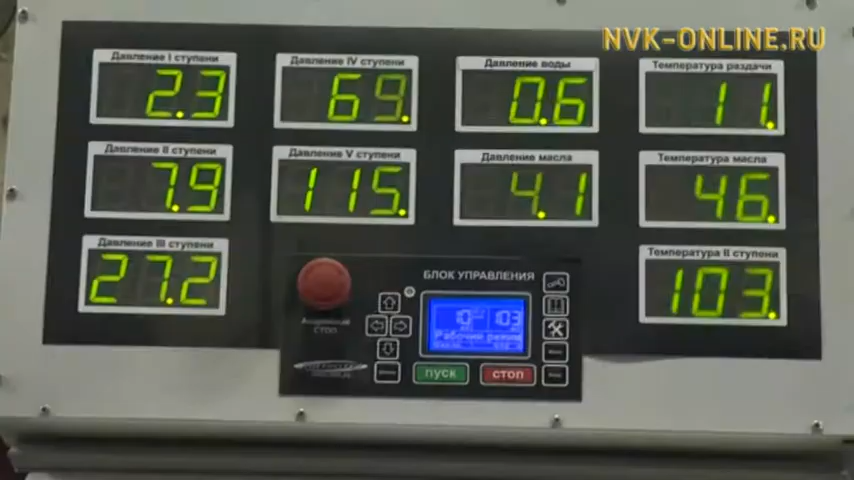 NVK-ONLINE.RU
Давление I ступени
2.3
Давление IV ступени
69.
Давление воды
0.6
Температура раздачи
11.
Давление II ступени
7.9
Давление V ступени
115.
Давление масла
4.1
Температура масла
46.
Давление III ступени
27.2
Температура II ступени
103.
БЛОК УПРАВЛЕНИЯ
103
Рабочий режим
СТОП
пуск
стоп